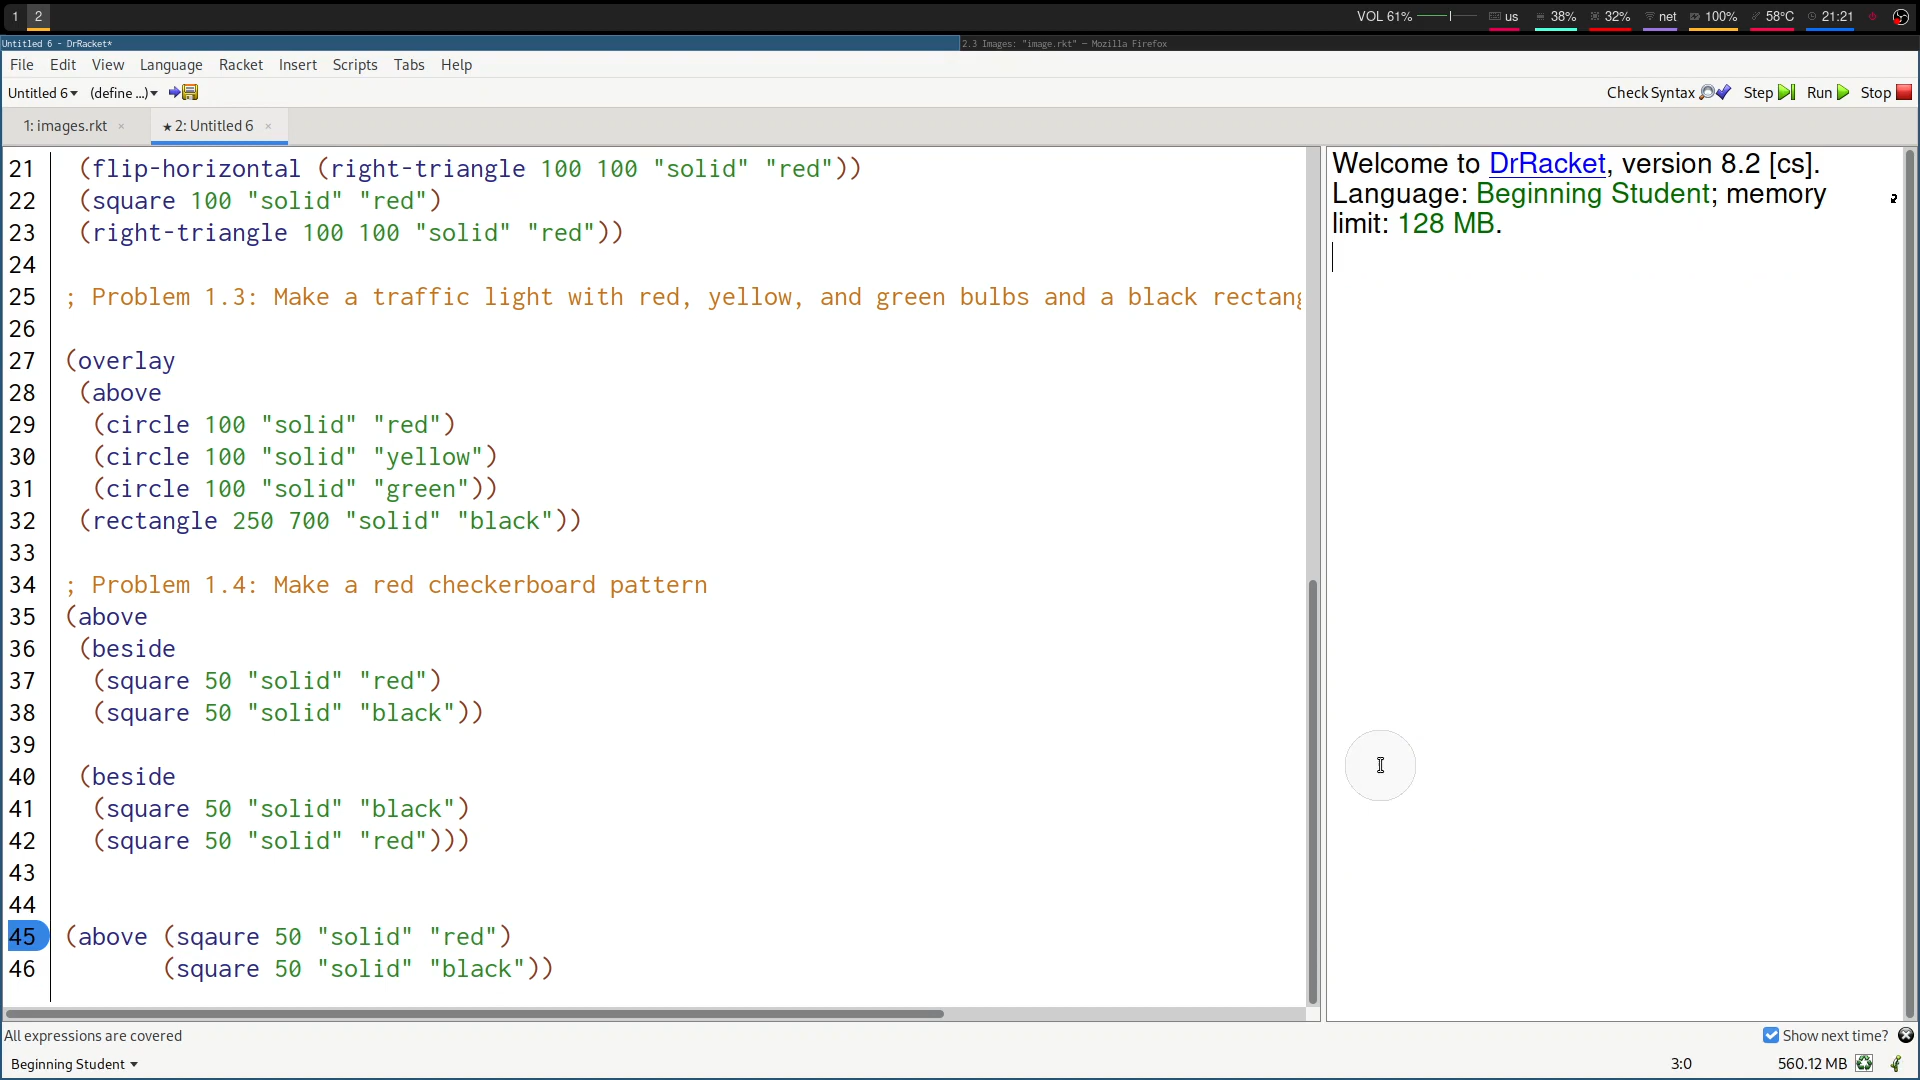 1 2 VOL 61% us 38% 32% net 100% 58°C 21:21
Untitled 6 - DrRacket* 2.3 Images: "image.rkt" — Mozilla Firefox
File Edit View Language Racket Insert Scripts Tabs Help
Untitled 6▾ (define ...)▾ Check Syntax Step Run Stop
1: images.rkt × ★2: Untitled 6 ×
21 (flip-horizontal (right-triangle 100 100 "solid" "red"))
22 (square 100 "solid" "red")
23 (right-triangle 100 100 "solid" "red"))
24
25 ; Problem 1.3: Make a traffic light with red, yellow, and green bulbs and a black rectang
26
27 (overlay
28 (above
29 (circle 100 "solid" "red")
30 (circle 100 "solid" "yellow")
31 (circle 100 "solid" "green"))
32 (rectangle 250 700 "solid" "black"))
33
34 ; Problem 1.4: Make a red checkerboard pattern
35 (above
36 (beside
37 (square 50 "solid" "red")
38 (square 50 "solid" "black"))
39
40 (beside
41 (square 50 "solid" "black")
42 (square 50 "solid" "red")))
43
44
45 (above (sqaure 50 "solid" "red")
46 (square 50 "solid" "black"))
Welcome to DrRacket, version 8.2 [cs].
Language: Beginning Student; memory
limit: 128 MB.
All expressions are covered Show next time?
Beginning Student▾ 3:0 560.12 MB